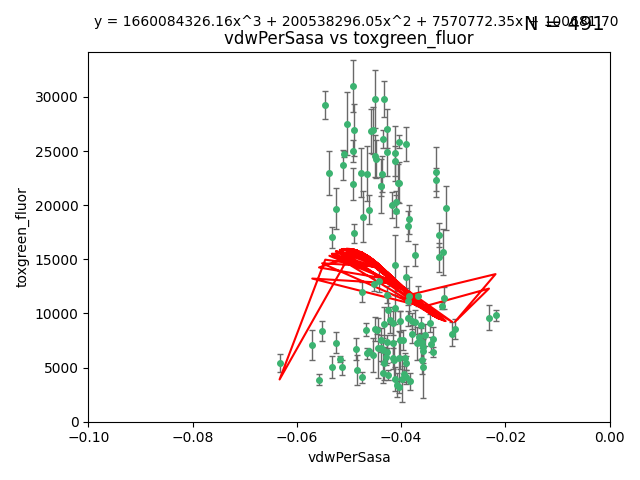 y = 1660084326.16x^3 + 200538296.05x^2 + 7570772.35x +
N = 491
vdwPerSasa vs toxgreen_fluor
30000
25000
20000
15000
10000
5000
0
toxgreen_fluor
−0.10 −0.08 −0.06 −0.04 −0.02 0.00
vdwPerSasa